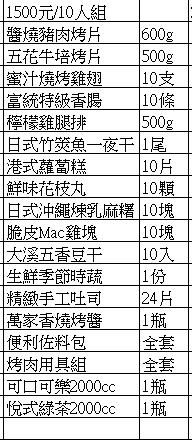 1500元/10人組
醬燒豬肉烤片 600g
五花牛培烤片 500g
蜜汁燒烤雞翅 10支
富統特級香腸 10條
檸檬雞腿排 500g
日式竹筴魚一夜干 1尾
港式蘿蔔糕 10片
鮮味花枝丸 10顆
日式沖繩煉乳麻糬 10塊
脆皮Mac雞塊 10塊
大溪五香豆干 10入
生鮮季節時蔬 1份
精緻手工吐司 24片
萬家香燒烤醬 1瓶
便利佐料包 全套
烤肉用具組 全套
可口可樂2000cc 1瓶
悅式綠茶2000cc 1瓶